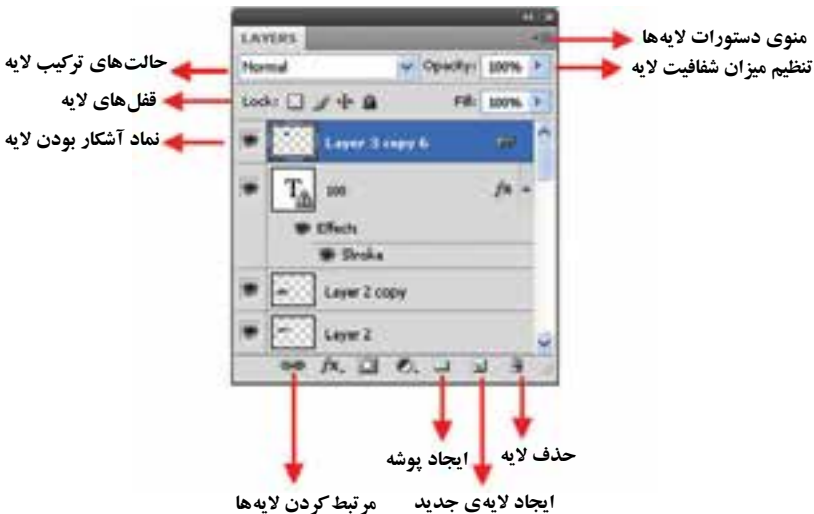 LAYERS
منوی دستورات لایه‌ها
حالت‌های ترکیب لایه
Normal
Opacity: 100%
تنظیم میزان شفافیت لایه
قفل‌های لایه
Lock:
Fill: 100%
نماد آشکار بودن لایه
Layer 3 copy 6
T
fx
Effects
Stroke
Layer 2 copy
Layer 2
fx.
حذف لایه
ایجاد پوشه
ایجاد لایه‌ی جدید
مرتبط کردن لایه‌ها